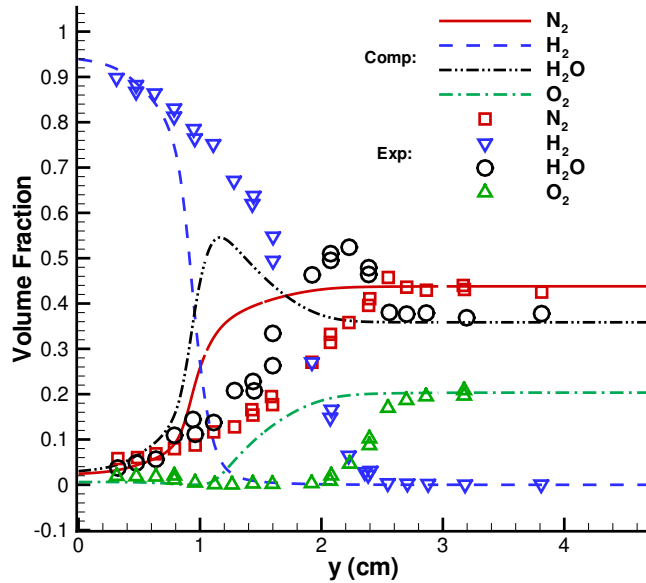 Comp:
N₂
H₂
H₂O
O₂
Exp:
N₂
H₂
H₂O
O₂
Volume Fraction
1
0.9
0.8
0.7
0.6
0.5
0.4
0.3
0.2
0.1
0
-0.1
0 1 2 3 4
y (cm)